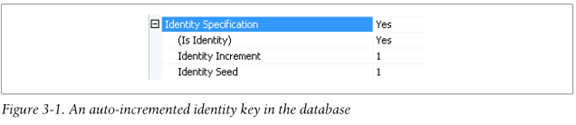 Identity Specification Yes
(Is Identity) Yes
Identity Increment 1
Identity Seed 1
Figure 3-1. An auto-incremented identity key in the database